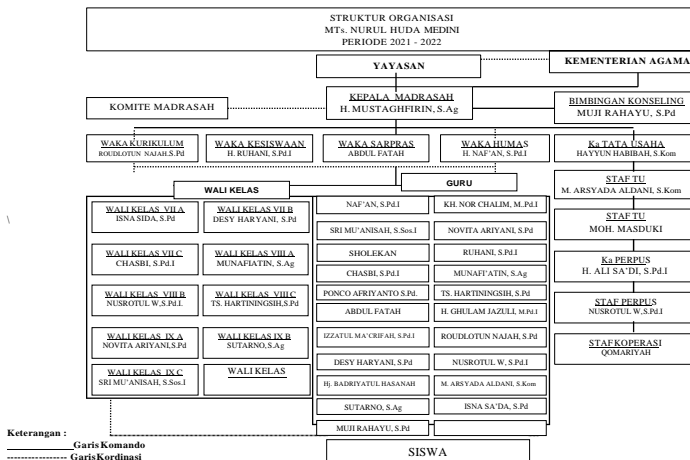 STRUKTUR ORGANISASI
MTs. NURUL HUDA MEDINI
PERIODE 2021 - 2022
YAYASAN
KEMENTERIAN AGAMA
KOMITE MADRASAH
KEPALA MADRASAH
H. MUSTAGHFIRIN, S.Ag
BIMBINGAN KONSELING
MUJI RAHAYU, S.Pd
WAKA KURIKULUM
ROUDLOTUN NAJAH.S.Pd
WAKA KESISWAAN
H. RUHANI, S.Pd.I
WAKA SARPRAS
ABDUL FATAH
WAKA HUMAS
H. NAF'AN, S.Pd.I
Ka TATA USAHA
HAYYUN HABIBAH, S.Kom
STAF TU
M. ARSYADA ALDANI, S.Kom
STAF TU
MOH. MASDUKI
Ka PERPUS
H. ALI SA'DI, S.Pd.I
STAF PERPUS
NUSROTUL W,S.Pd.I
STAF KOPERASI
QOMARIYAH
WALI KELAS
WALI KELAS VII A
ISNA SIDA, S.Pd
WALI KELAS VII B
DESY HARYANI, S.Pd
WALI KELAS VII C
CHASBI, S.Pd.I
WALI KELAS VIII A
MUNAFIATIN, S.Ag
WALI KELAS VIII B
NUSROTUL W,S.Pd.I.
WALI KELAS VIII C
TS. HARTININGSIH,S.Pd
WALI KELAS IX A
NOVITA ARIYANI,S.Pd
WALI KELAS IX B
SUTARNO, S.Ag
WALI KELAS IX C
SRI MU'ANISAH, S.Sos.I
WALI KELAS
GURU
NAF'AN, S.Pd.I
KH. NOR CHALIM, M.Pd.I
SRI MU'ANISAH, S.Sos.I
NOVITA ARIYANI, S.Pd
SHOLEKAN
RUHANI, S.Pd.I
CHASBI, S.Pd.I
MUNAFI'ATIN, S.Ag
PONCO AFRIYANTO S.Pd.
TS. HARTININGSIH, S.Pd
ABDUL FATAH
H. GHULAM JAZULI, M.Pd.I
IZZATUL MA'CRIFAH, S.Pd.I
ROUDLOTUN NAJAH, S.Pd
DESY HARYANI, S.Pd
NUSROTUL W, S.Pd.I
Hj. BADRIYATUL HASANAH
M. ARSYADA ALDANI, S.Kom
SUTARNO, S.Ag
ISNA SA'DA, S.Pd
MUJI RAHAYU, S.Pd
SISWA
\
Keterangan :
____________Garis Komando
----------------- Garis Kordinasi